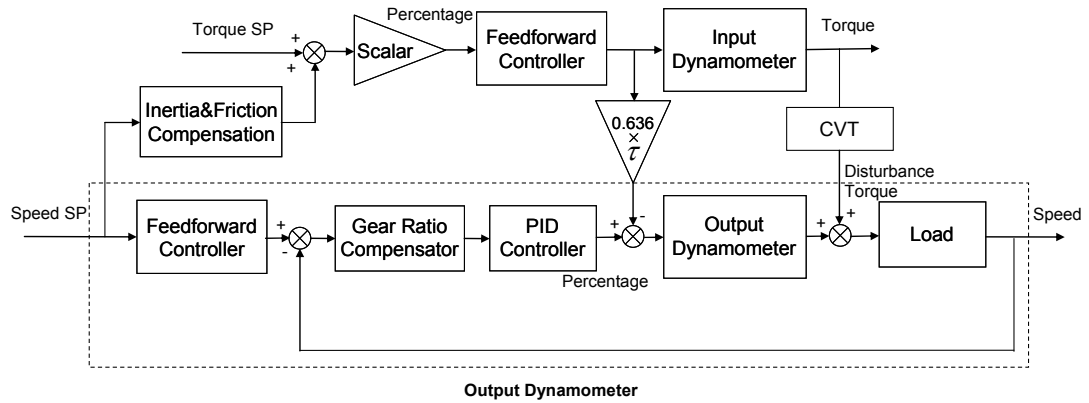 Percentage
Torque SP
+
+
Scalar
Feedforward
Controller
Input
Dynamometer
Torque
Inertia&Friction
Compensation
0.636
×
τ
CVT
Disturbance
Torque
Speed SP
Feedforward
Controller
+
-
Gear Ratio
Compensator
PID
Controller
+
-
Percentage
Output
Dynamometer
+
+
Load
Speed
Output Dynamometer